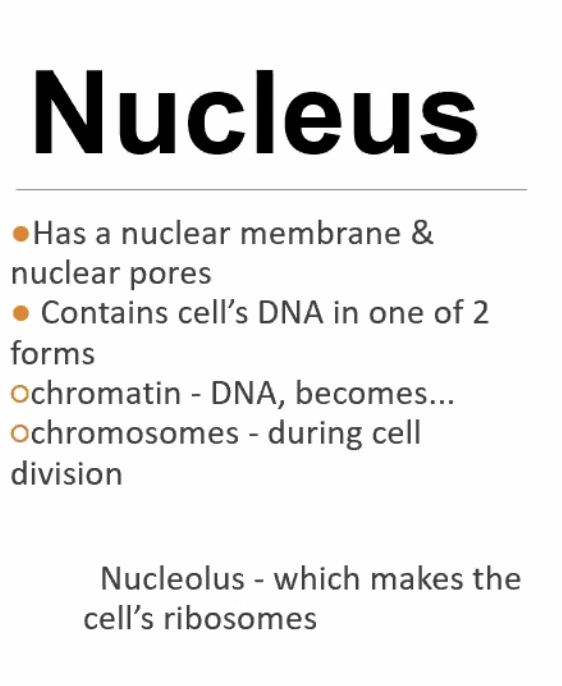 Nucleus
●Has a nuclear membrane &
nuclear pores
● Contains cell’s DNA in one of 2
forms
○chromatin - DNA, becomes...
○chromosomes - during cell
division
Nucleolus - which makes the
cell’s ribosomes